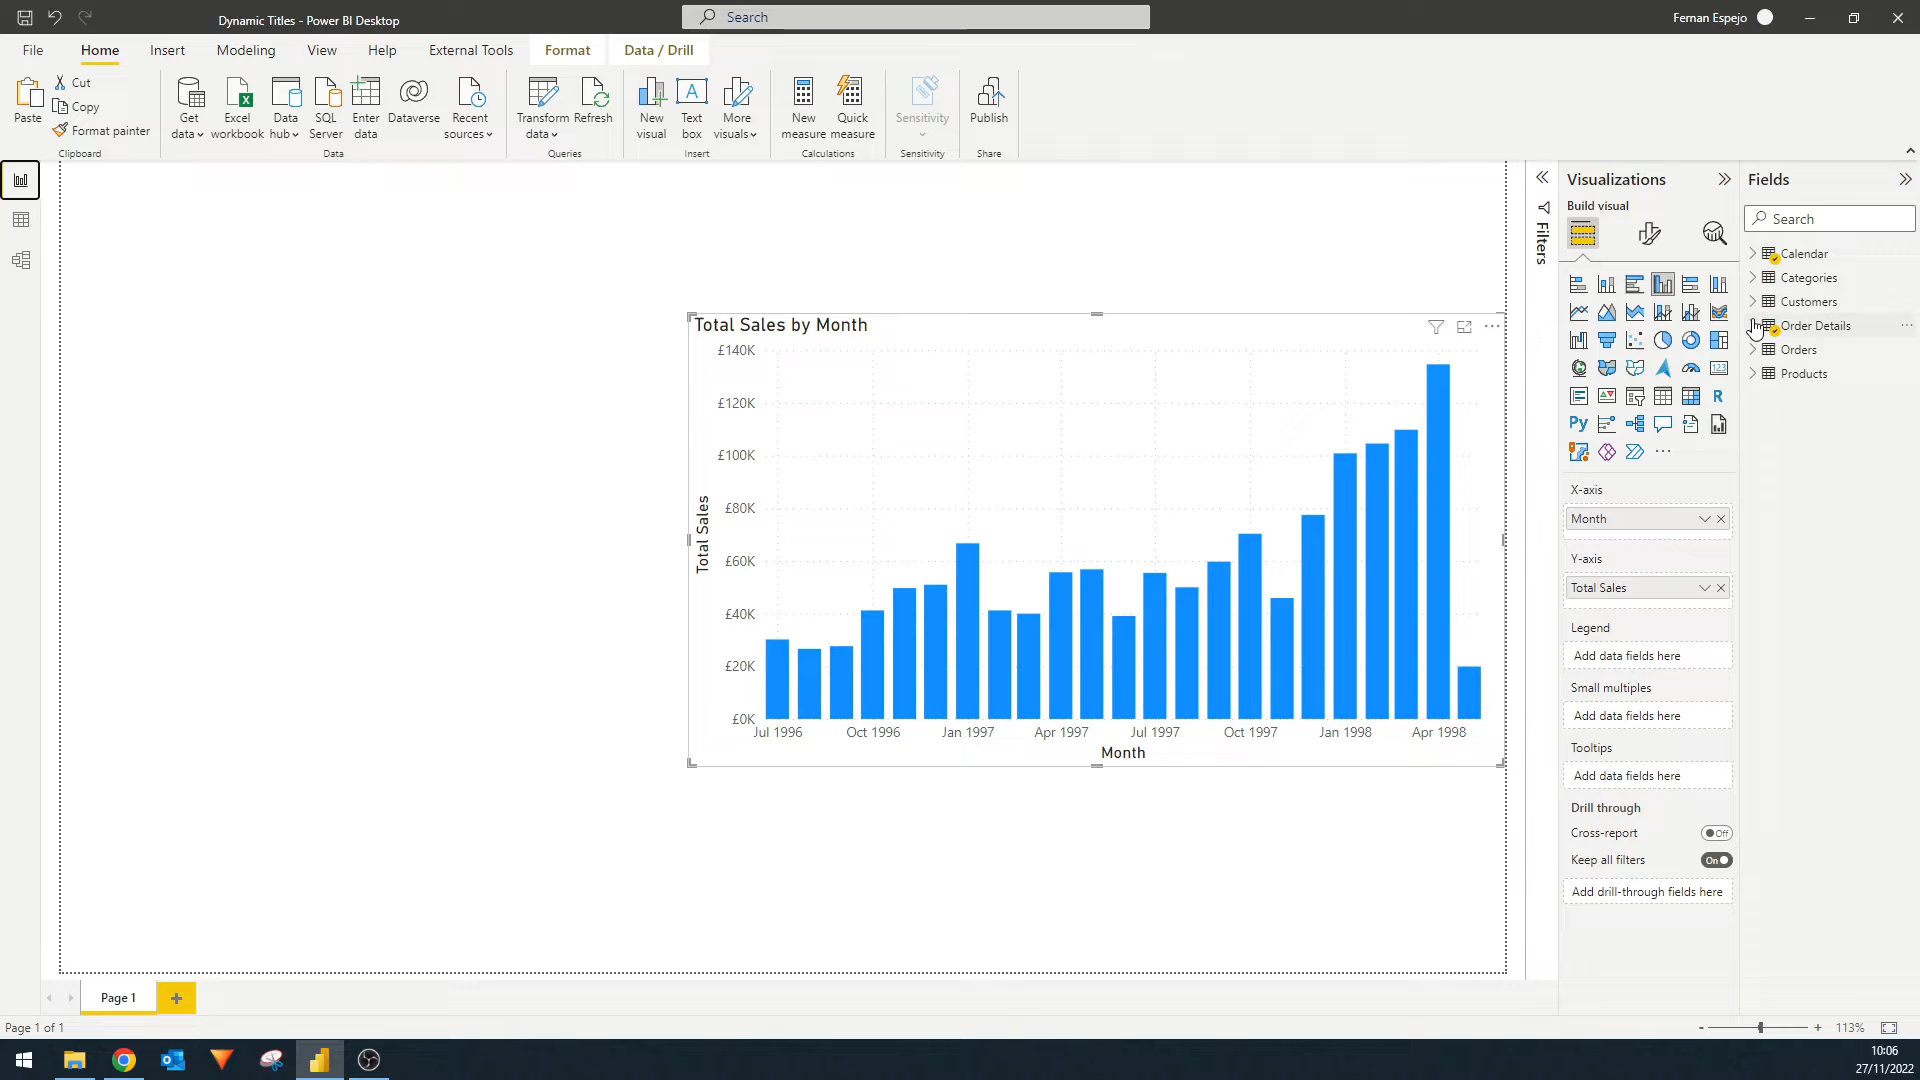 Dynamic Titles - Power BI Desktop
Search
Fernan Espejo
File
Home
Insert
Modeling
View
Help
External Tools
Format
Data / Drill
Paste
Cut
Copy
Format painter
Clipboard
Get data
Excel workbook
Data hub
SQL Server
Enter data
Dataverse
Recent sources
Data
Transform data
Refresh
Queries
New visual
Text box
More visuals
Insert
New measure
Quick measure
Calculations
Sensitivity
Sensitivity
Publish
Share
Total Sales by Month
£140K
£120K
£100K
£80K
£60K
£40K
£20K
£0K
Total Sales
Jul 1996
Oct 1996
Jan 1997
Apr 1997
Jul 1997
Oct 1997
Jan 1998
Apr 1998
Month
Filters
Visualizations
Build visual
123
R
Py
X-axis
Month
Y-axis
Total Sales
Legend
Add data fields here
Small multiples
Add data fields here
Tooltips
Add data fields here
Drill through
Cross-report
Off
Keep all filters
On
Add drill-through fields here
Fields
Search
Calendar
Categories
Customers
Order Details
Orders
Products
Page 1
Page 1 of 1
113%
10:06
27/11/2022